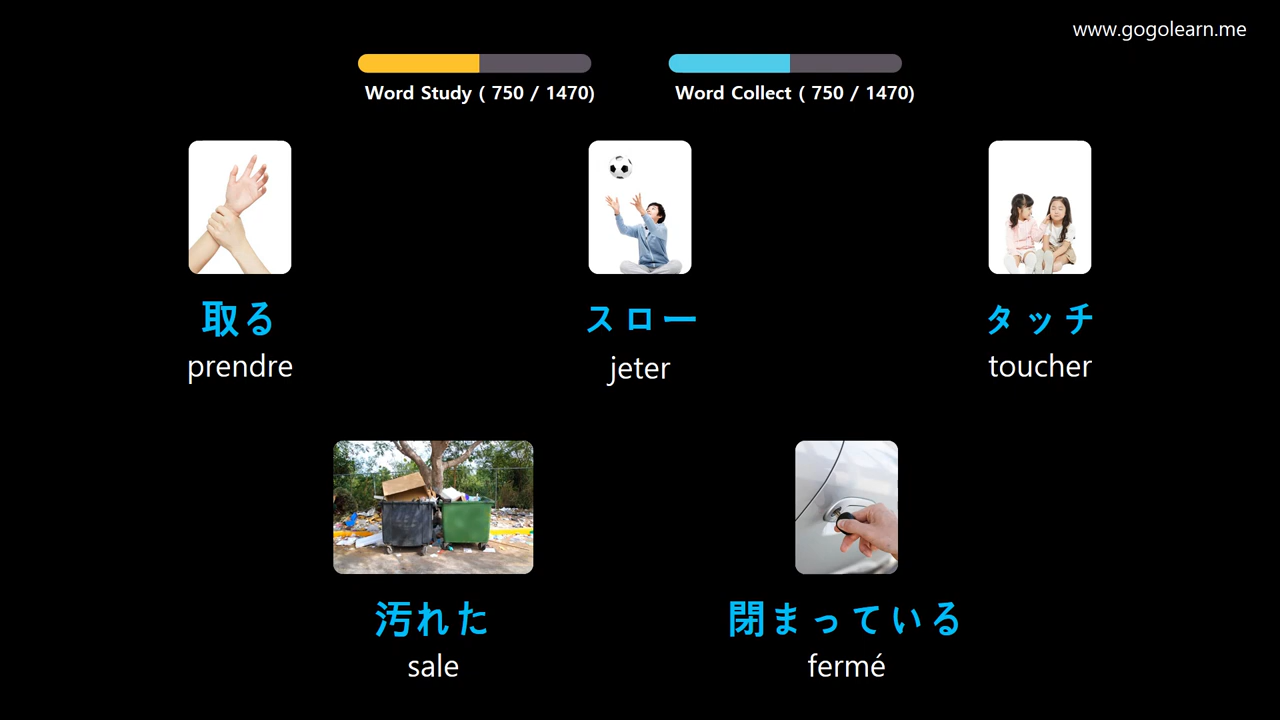 www.gogolearn.me
Word Study ( 750 / 1470)
Word Collect ( 750 / 1470)
取る
prendre
スロー
jeter
タッチ
toucher
汚れた
sale
閉まっている
fermé